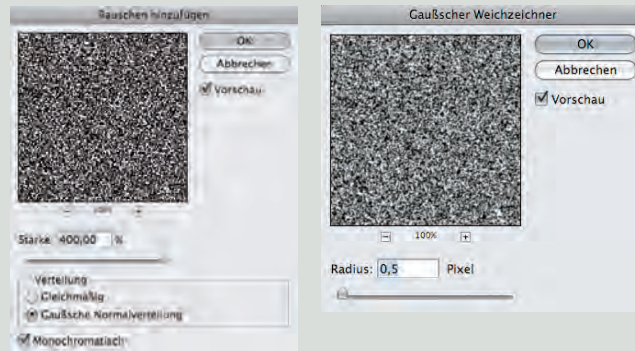 Rauschen hinzufügen
OK
Abbrechen
Vorschau
100%
Stärke: 400,00 %
Verteilung
Gleichmäßig
Gaußsche Normalverteilung
Monochromatisch
Gaußscher Weichzeichner
OK
Abbrechen
Vorschau
100%
Radius: 0,5 Pixel